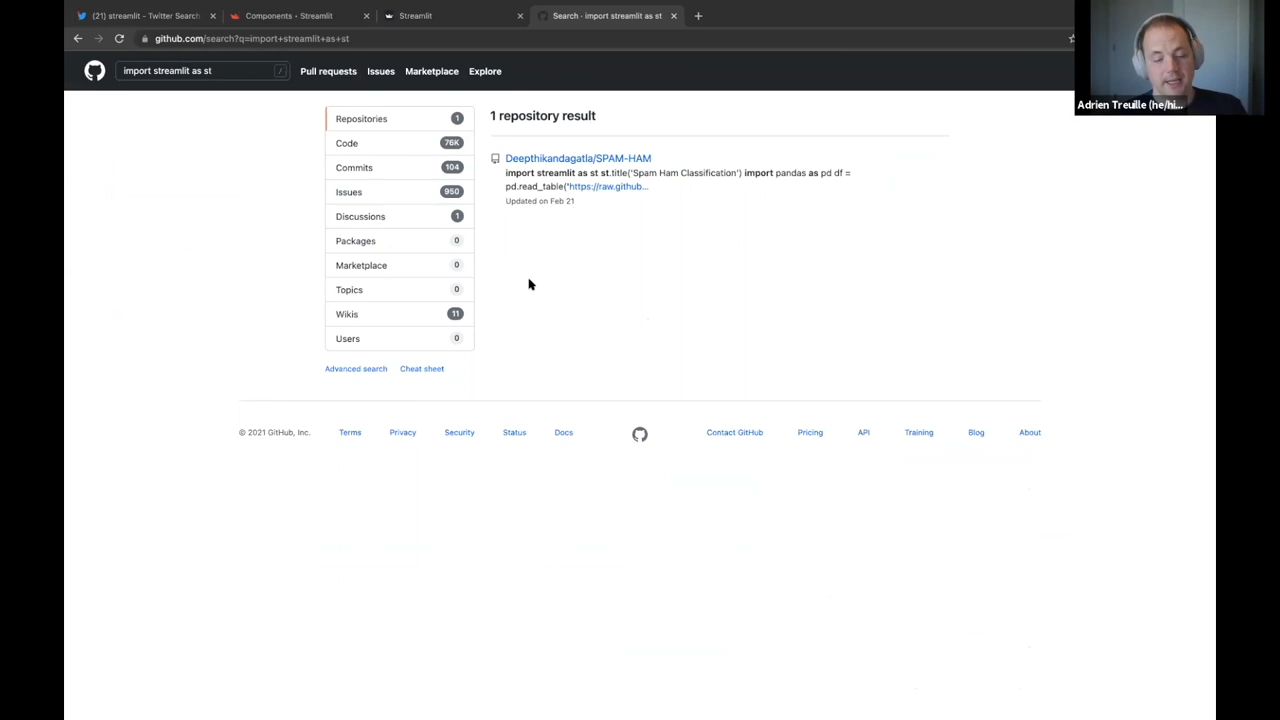 (21) streamlit - Twitter Search
Components • Streamlit
Streamlit
Search · import streamlit as st
github.com/search?q=import+streamlit+as+st
import streamlit as st
/
Pull requests
Issues
Marketplace
Explore
Adrien Treuille (he/hi...
Repositories 1
Code 76K
Commits 104
Issues 950
Discussions 1
Packages 0
Marketplace 0
Topics 0
Wikis 11
Users 0
Advanced search
Cheat sheet
1 repository result
Deepthikandagatla/SPAM-HAM
import streamlit as st st.title('Spam Ham Classification') import pandas as pd df =
pd.read_table('https://raw.github...
Updated on Feb 21
© 2021 GitHub, Inc.
Terms
Privacy
Security
Status
Docs
Contact GitHub
Pricing
API
Training
Blog
About